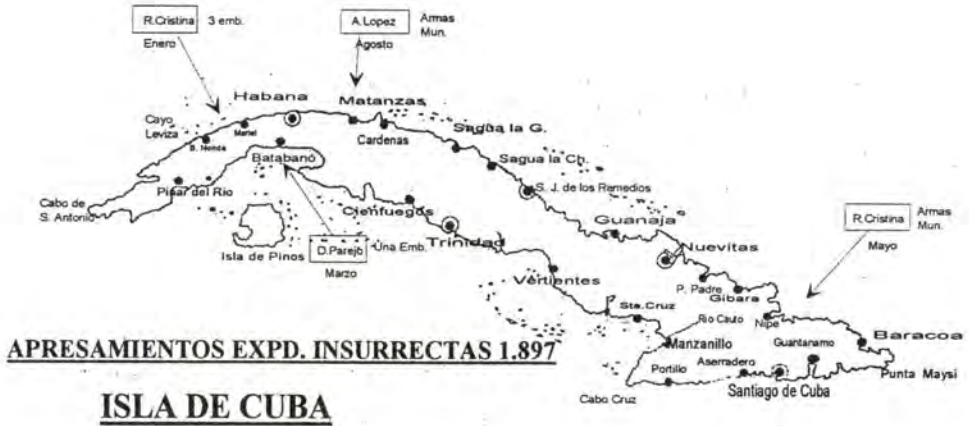 R.Cristina
3 emb.
Enero
A.Lopez
Armas
Mun.
Agosto
Habana
Matanzas
Cayo
Leviza
B. Honda
Mariel
Cardenas
Sagua la G.
Sagua la Ch.
S. J. de los Remedios
Batabanó
Pinar del Rio
Cabo de
S. Antonio
Isla de Pinos
Cienfuegos
D.Parejo
Una Emb.
Marzo
Trinidad
Guanaja
R.Cristina
Armas
Mun.
Mayo
Nuevitas
Vertientes
P. Padre
Gibara
Sta. Cruz
Rio Cauto
Nipe
Manzanillo
Guantanamo
Baracoa
Portillo
Aserradero
Punta Maysi
Santiago de Cuba
Cabo Cruz
APRESAMIENTOS EXPD. INSURRECTAS 1.897
ISLA DE CUBA